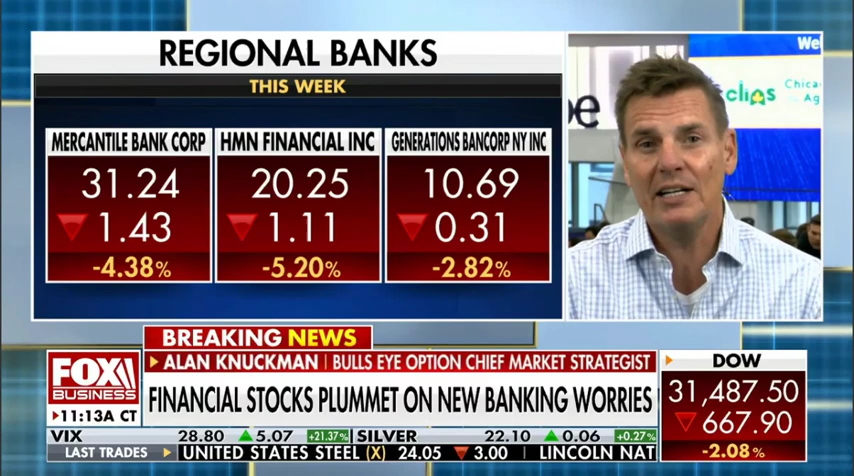 REGIONAL BANKS
THIS WEEK
MERCANTILE BANK CORP
31.24
1.43
-4.38%
HMN FINANCIAL INC
20.25
1.11
-5.20%
GENERATIONS BANCORP NY INC
10.69
0.31
-2.82%
clips
BREAKING NEWS
ALAN KNUCKMAN | BULLS EYE OPTION CHIEF MARKET STRATEGIST
FINANCIAL STOCKS PLUMMET ON NEW BANKING WORRIES
FOX
BUSINESS
11:13A CT
DOW
31,487.50
667.90
-2.08%
VIX 28.80 5.07 +21.37% SILVER 22.10 0.06 +0.27%
LAST TRADES UNITED STATES STEEL (X) 24.05 3.00 LINCOLN NAT